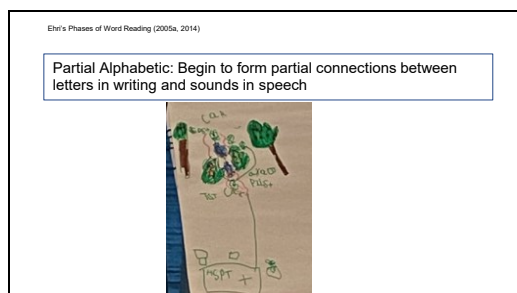 Ehri's Phases of Word Reading (2005a, 2014)
Partial Alphabetic: Begin to form partial connections between
letters in writing and sounds in speech
HSPT